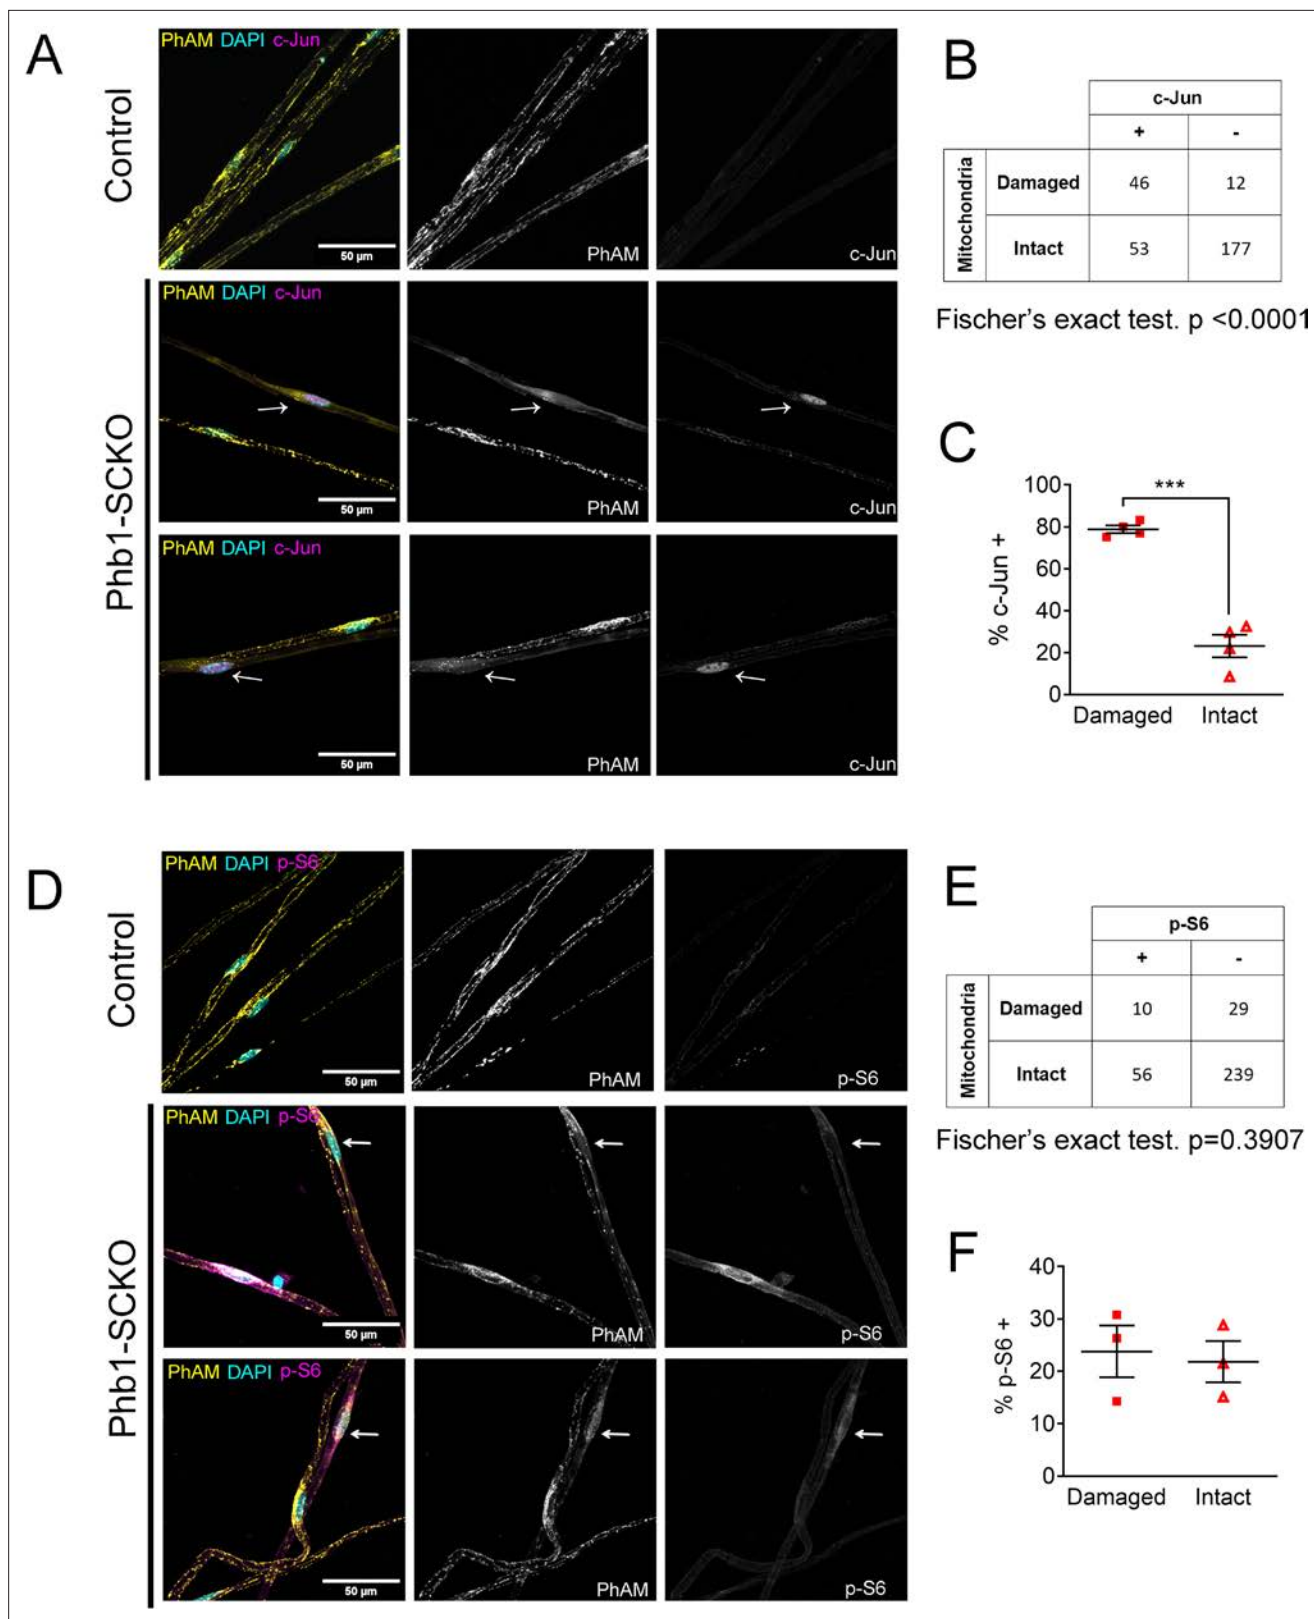 A
Control
PhAM DAPI c-Jun
50 µm
PhAM
c-Jun
Phb1-SCKO
PhAM DAPI c-Jun
50 µm
PhAM
c-Jun
PhAM DAPI c-Jun
50 µm
PhAM
c-Jun
B
c-Jun
+ -
Mitochondria
Damaged 46 12
Intact 53 177
Fischer's exact test. p <0.0001
C
% c-Jun +
100
80
60
40
20
0
***
Damaged Intact
D
Control
PhAM DAPI p-S6
50 µm
PhAM
p-S6
Phb1-SCKO
PhAM DAPI p-S6
50 µm
PhAM
p-S6
PhAM DAPI p-S6
50 µm
PhAM
p-S6
E
p-S6
+ -
Mitochondria
Damaged 10 29
Intact 56 239
Fischer's exact test. p=0.3907
F
% p-S6 +
40
30
20
10
0
Damaged Intact